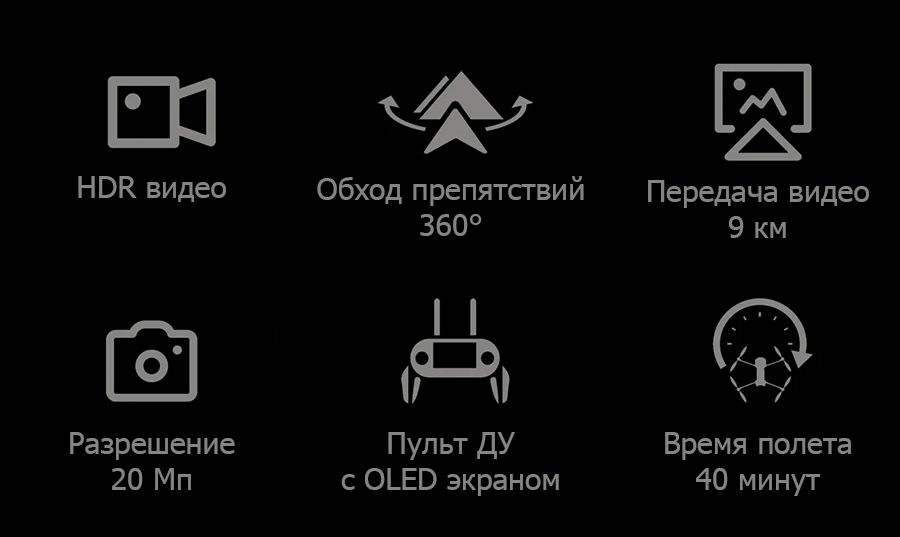 HDR видео
Обход препятствий
360°
Передача видео
9 км
Разрешение
20 Мп
Пульт ДУ
с OLED экраном
Время полета
40 минут